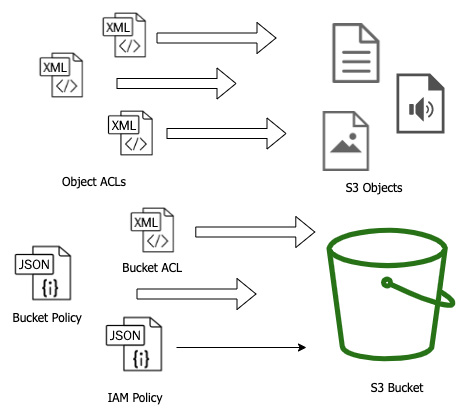 XML
XML
XML
Object ACLs
S3 Objects
XML
Bucket ACL
JSON
{i}
Bucket Policy
JSON
{i}
IAM Policy
S3 Bucket